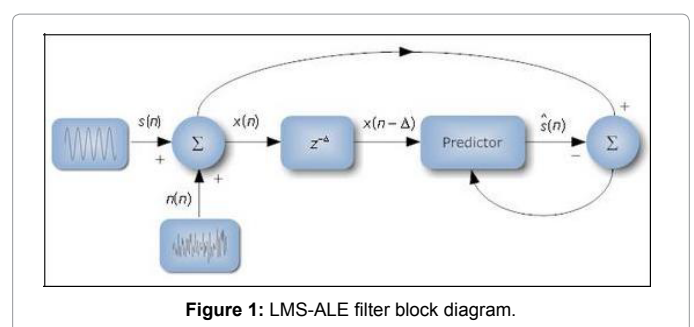 s(n)
x(n)
x(n − Δ)
ŝ(n)
+
Σ
z⁻Δ
Predictor
Σ
+
+
−
n(n)
Figure 1: LMS-ALE filter block diagram.